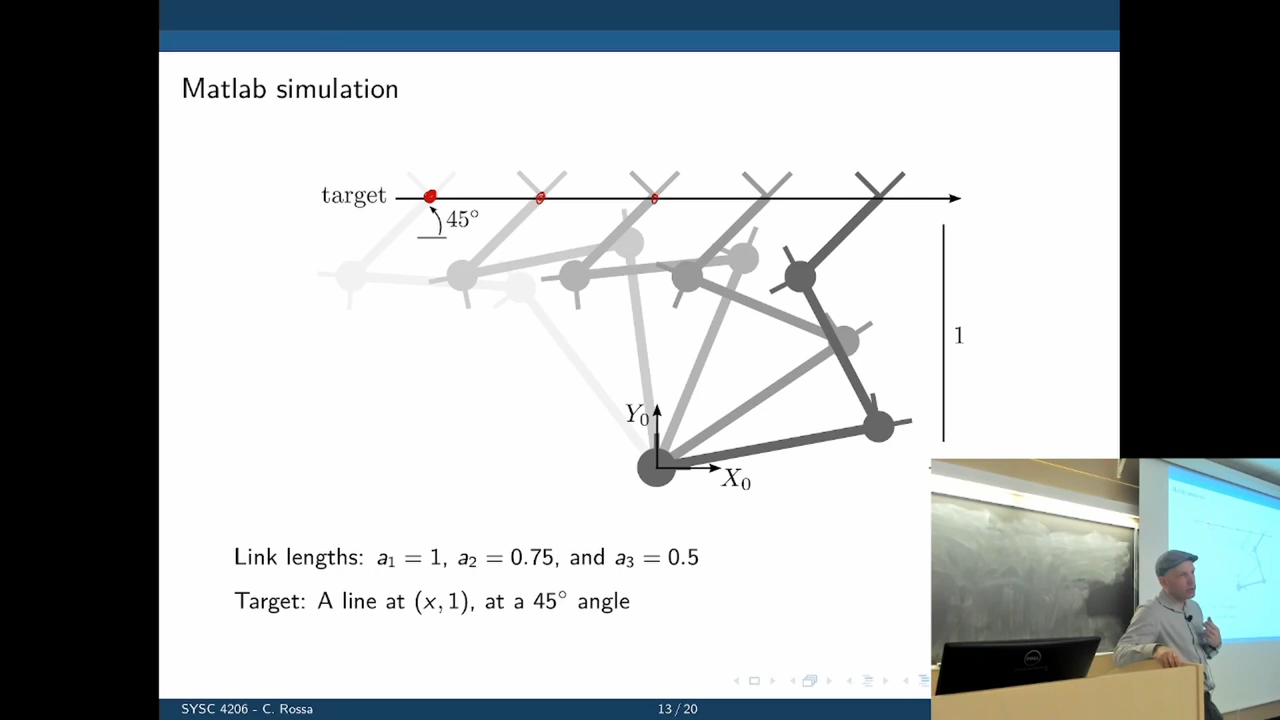 Matlab simulation
target
45°
1
Y₀
X₀
Link lengths: a₁ = 1, a₂ = 0.75, and a₃ = 0.5
Target: A line at (x, 1), at a 45° angle
SYSC 4206 - C. Rossa
13 / 20
DELL